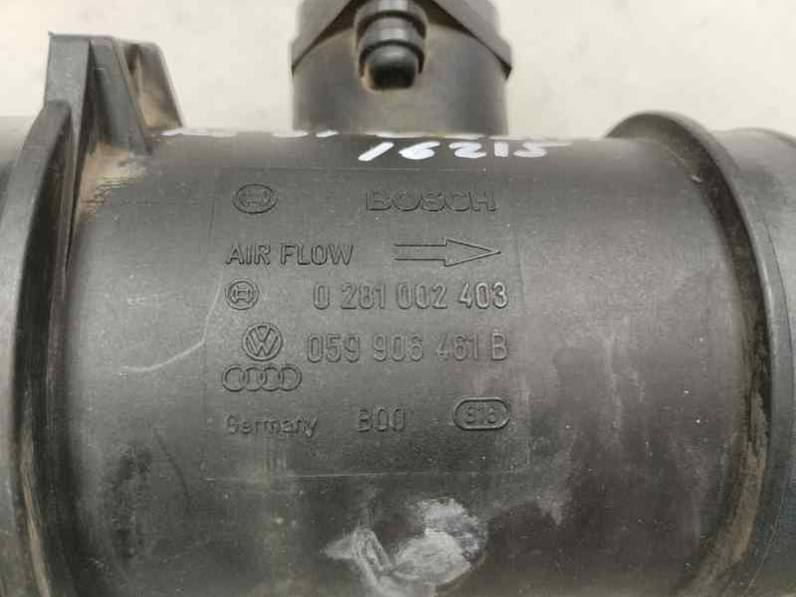 16215
BOSCH
AIR FLOW
0 281 002 403
059 906 461 B
Germany B00